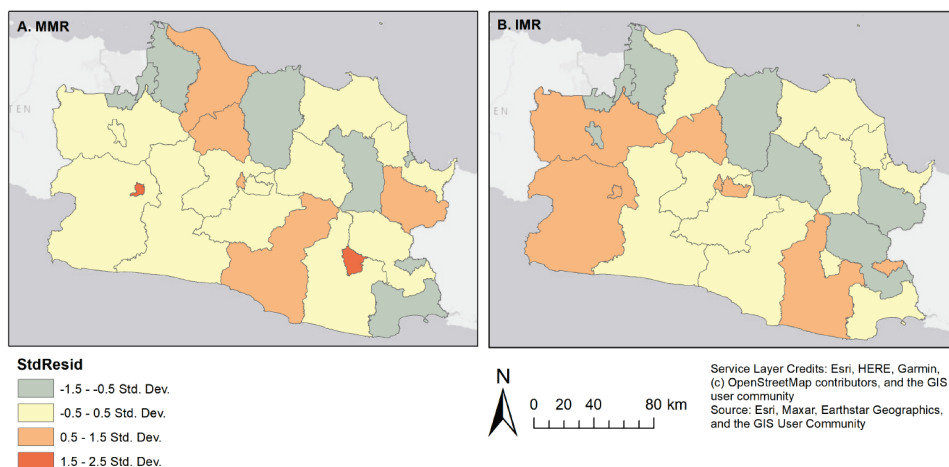 A. MMR
B. IMR
TEN
TEN
StdResid
-1.5 - -0.5 Std. Dev.
-0.5 - 0.5 Std. Dev.
0.5 - 1.5 Std. Dev.
1.5 - 2.5 Std. Dev.
N
0 20 40 80 km
Service Layer Credits: Esri, HERE, Garmin,
(c) OpenStreetMap contributors, and the GIS
user community
Source: Esri, Maxar, Earthstar Geographics,
and the GIS User Community